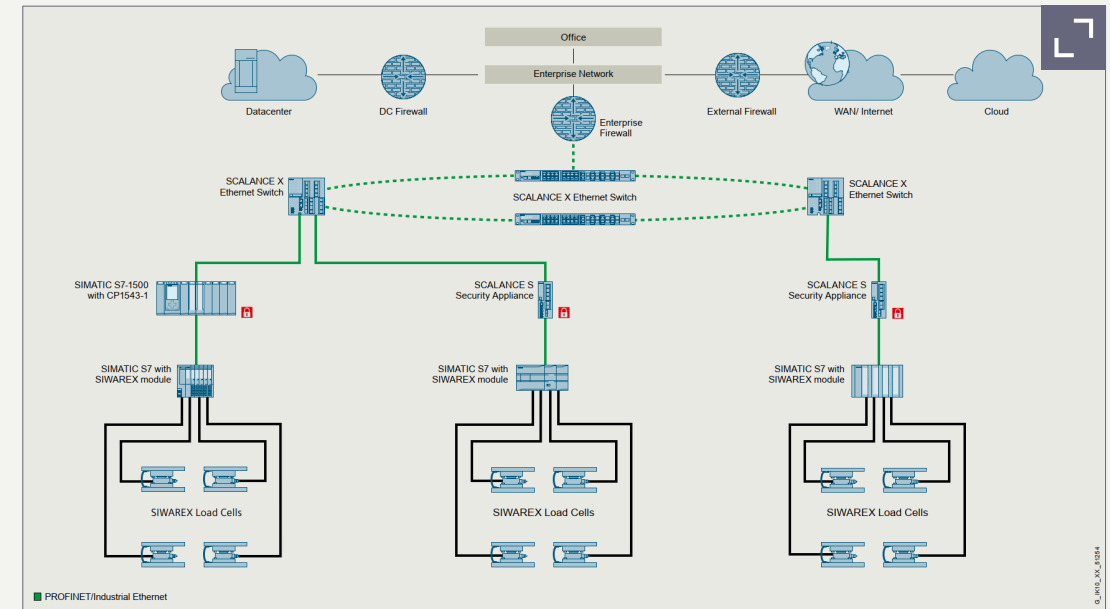 Office
Enterprise Network
Datacenter
DC Firewall
External Firewall
WAN/ Internet
Cloud
Enterprise
Firewall
SCALANCE X
Ethernet Switch
SCALANCE X Ethernet Switch
SCALANCE X
Ethernet Switch
SIMATIC S7-1500
with CP1543-1
SCALANCE S
Security Appliance
SCALANCE S
Security Appliance
SIMATIC S7 with
SIWAREX module
SIMATIC S7 with
SIWAREX module
SIMATIC S7 with
SIWAREX module
SIWAREX Load Cells
SIWAREX Load Cells
SIWAREX Load Cells
PROFINET/Industrial Ethernet
G_IK10_XX_51254